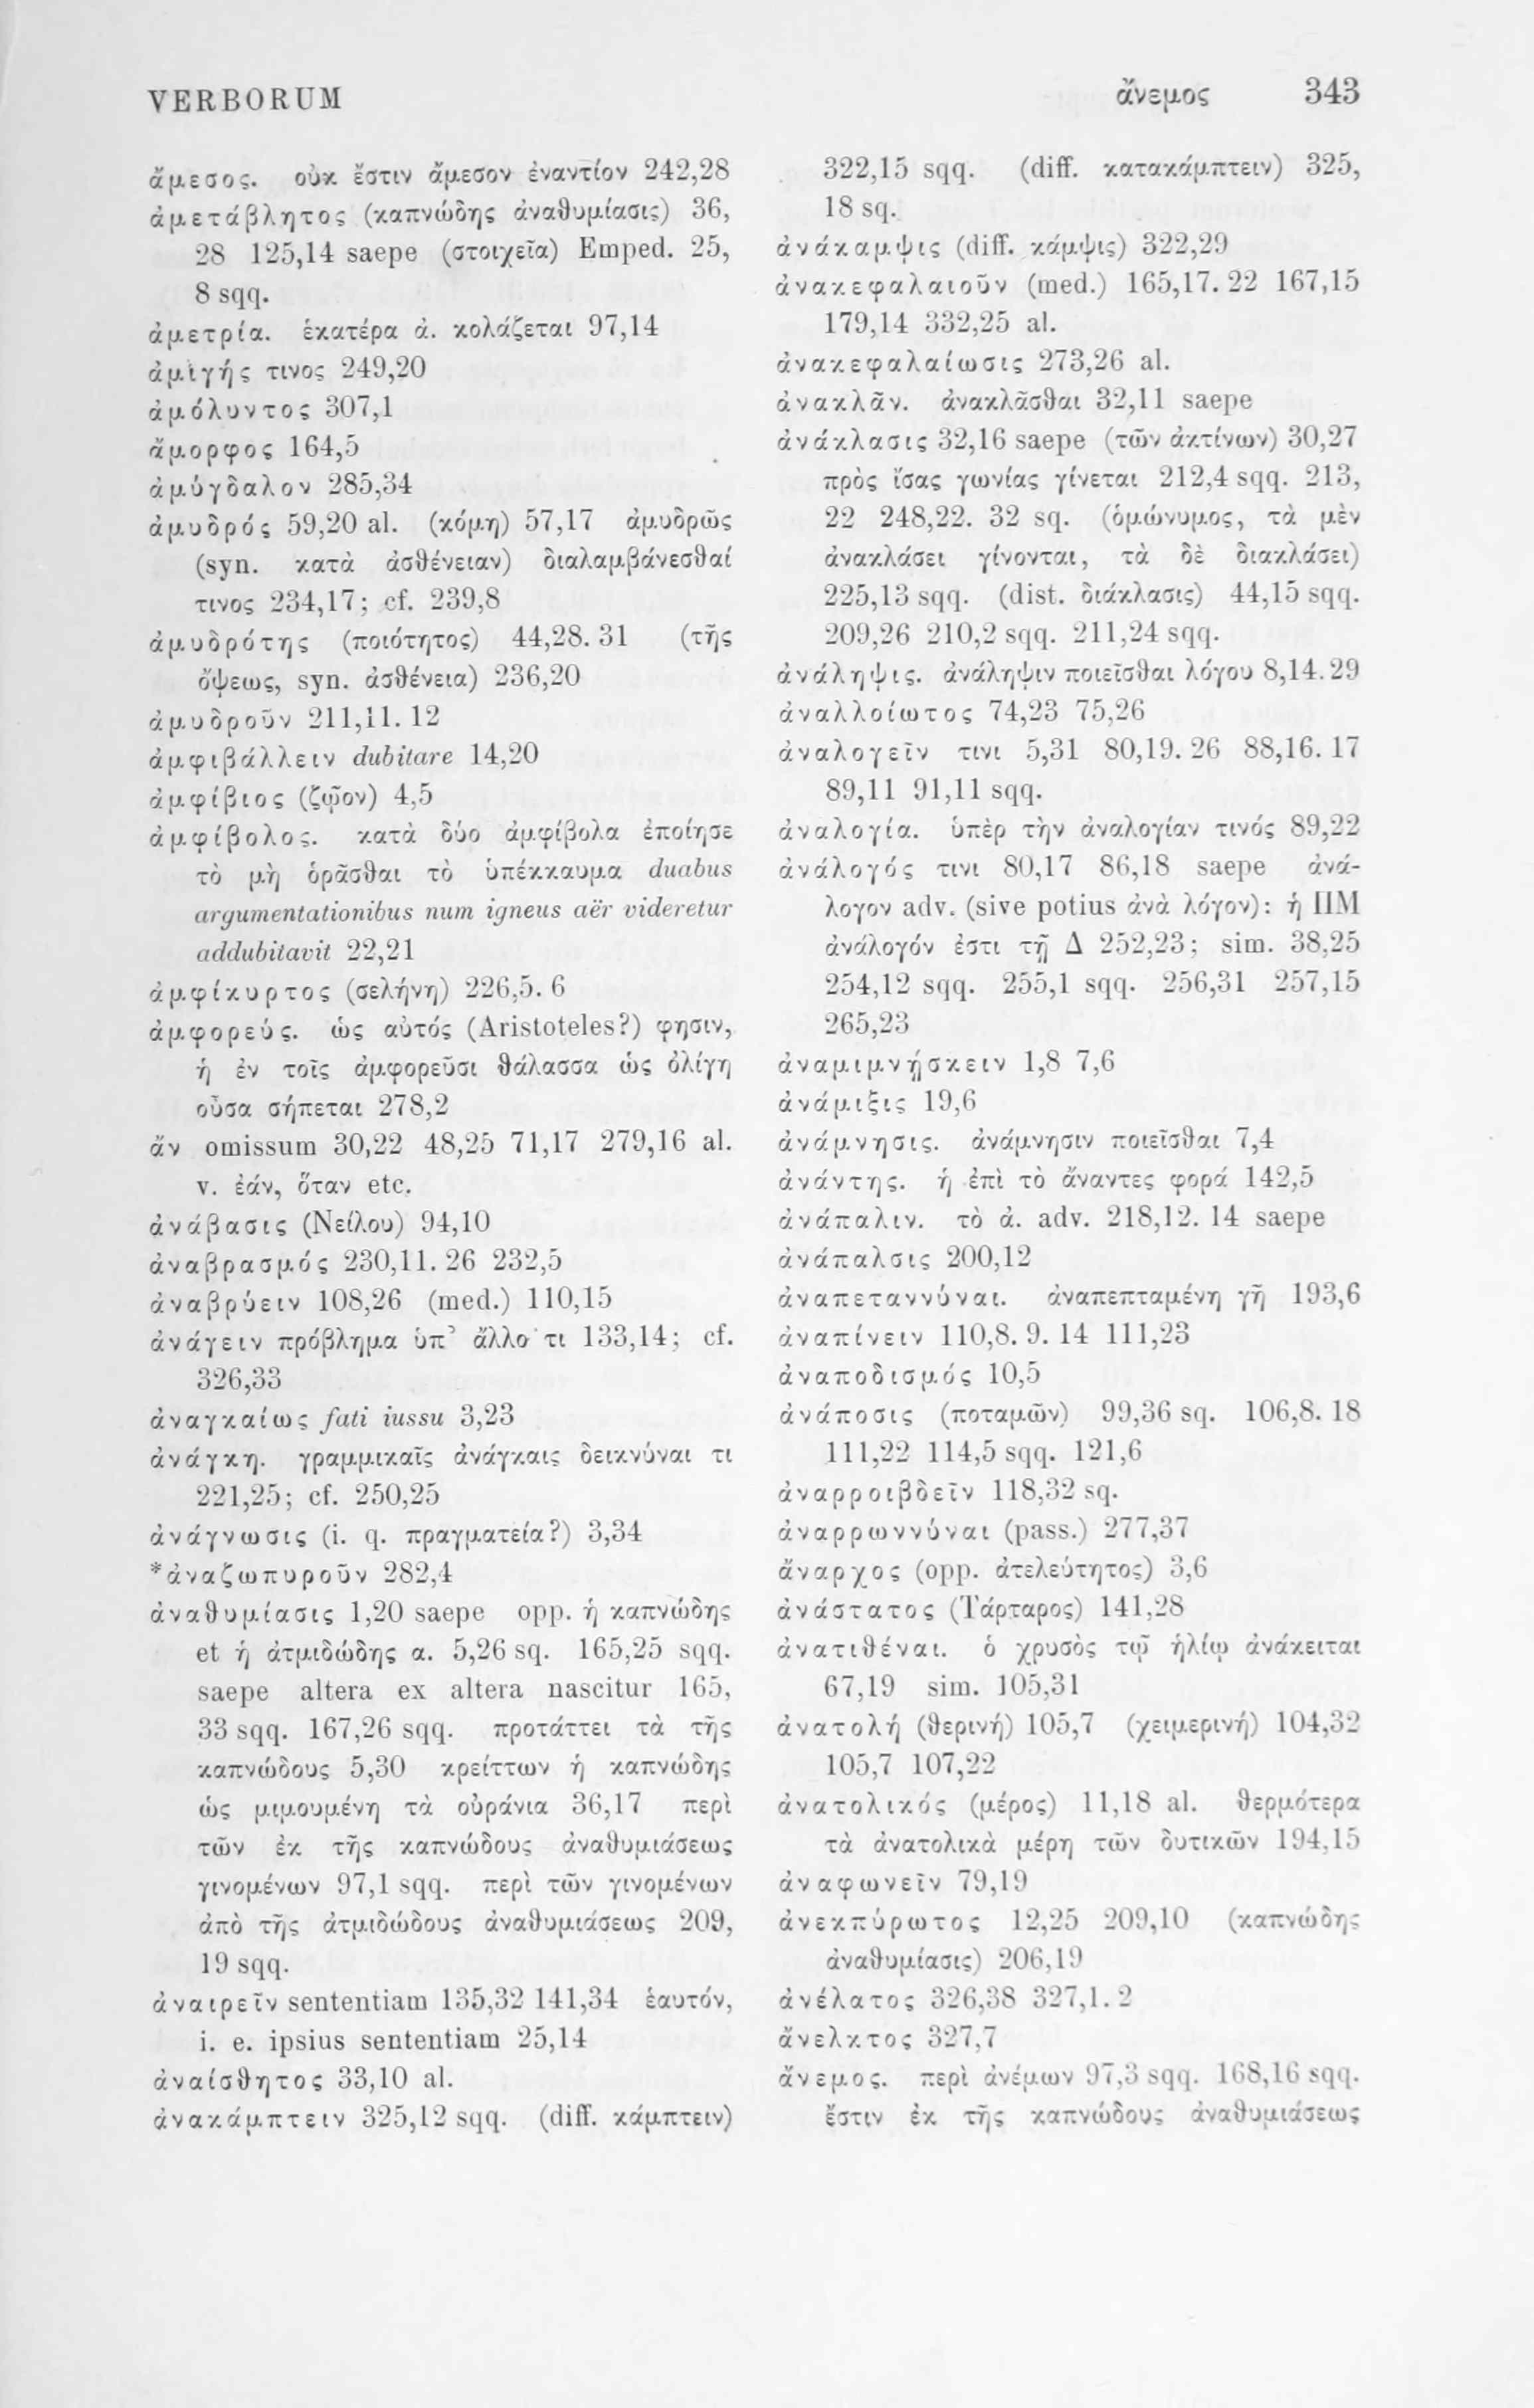 VERBORUM
ἄνεμος 343
ἄμεσος. οὐκ ἔστιν ἄμεσον ἐναντίον 242,28
ἀμετάβλητος (καπνώδης ἀναθυμίασις) 36,
28 125,14 saepe (στοιχεῖα) Emped. 25,
8 sqq.
ἀμετρία. ἑκατέρα ἀ. κολάζεται 97,14
ἀμιγής τινος 249,20
ἀμόλυντος 307,1
ἄμορφος 164,5
ἀμύγδαλον 285,34
ἀμυδρός 59,20 al. (κόμη) 57,17 ἀμυδρῶς
(syn. κατὰ ἀσθένειαν) διαλαμβάνεσθαί
τινος 234,17; cf. 239,8
ἀμυδρότης (ποιότητος) 44,28. 31 (τῆς
ὄψεως, syn. ἀσθένεια) 236,20
ἀμυδροῦν 211,11. 12
ἀμφιβάλλειν dubitare 14,20
ἀμφίβιος (ζῷον) 4,5
ἀμφίβολος. κατὰ δύο ἀμφίβολα ἐποίησε
τὸ μὴ ὁρᾶσθαι τὸ ὑπέκκαυμα duabus
argumentationibus num igneus aër videretur
addubitavit 22,21
ἀμφίκυρτος (σελήνη) 226,5. 6
ἀμφορεύς. ὡς αὐτός (Aristoteles?) φησιν,
ἡ ἐν τοῖς ἀμφορεῦσι θάλασσα ὡς ὀλίγη
οὖσα σήπεται 278,2
ἄν omissum 30,22 48,25 71,17 279,16 al.
v. ἐάν, ὅταν etc.
ἀνάβασις (Νείλου) 94,10
ἀναβρασμός 230,11. 26 232,5
ἀναβρύειν 108,26 (med.) 110,15
ἀνάγειν πρόβλημα ὑπ' ἄλλο τι 133,14; cf.
326,33
ἀναγκαίως fati iussu 3,23
ἀνάγκη. γραμμικαῖς ἀνάγκαις δεικνύναι τι
221,25; cf. 250,25
ἀνάγνωσις (i. q. πραγματεία?) 3,34
*ἀναζωπυροῦν 282,4
ἀναθυμίασις 1,20 saepe opp. ἡ καπνώδης
et ἡ ἀτμιδώδης α. 5,26 sq. 165,25 sqq.
saepe altera ex altera nascitur 165,
33 sqq. 167,26 sqq. προτάττει τὰ τῆς
καπνώδους 5,30 κρείττων ἡ καπνώδης
ὡς μιμουμένη τὰ οὐράνια 36,17 περὶ
τῶν ἐκ τῆς καπνώδους ἀναθυμιάσεως
γινομένων 97,1 sqq. περὶ τῶν γινομένων
ἀπὸ τῆς ἀτμιδώδους ἀναθυμιάσεως 209,
19 sqq.
ἀναιρεῖν sententiam 135,32 141,34 ἑαυτόν,
i. e. ipsius sententiam 25,14
ἀναίσθητος 33,10 al.
ἀνακάμπτειν 325,12 sqq. (diff. κάμπτειν)
322,15 sqq. (diff. κατακάμπτειν) 325,
18 sq.
ἀνάκαμψις (diff. κάμψις) 322,29
ἀνακεφαλαιοῦν (med.) 165,17. 22 167,15
179,14 332,25 al.
ἀνακεφαλαίωσις 273,26 al.
ἀνακλᾶν. ἀνακλᾶσθαι 32,11 saepe
ἀνάκλασις 32,16 saepe (τῶν ἀκτίνων) 30,27
πρὸς ἴσας γωνίας γίνεται 212,4 sqq. 213,
22 248,22. 32 sq. (ὁμώνυμος, τὰ μὲν
ἀνακλάσει γίνονται, τὰ δὲ διακλάσει)
225,13 sqq. (dist. διάκλασις) 44,15 sqq.
209,26 210,2 sqq. 211,24 sqq.
ἀνάληψις. ἀνάληψιν ποιεῖσθαι λόγου 8,14. 29
ἀναλλοίωτος 74,23 75,26
ἀναλογεῖν τινι 5,31 80,19. 26 88,16. 17
89,11 91,11 sqq.
ἀναλογία. ὑπὲρ τὴν ἀναλογίαν τινός 89,22
ἀνάλογός τινι 80,17 86,18 saepe ἀνά-
λογον adv. (sive potius ἀνὰ λόγον): ἡ ΠΜ
ἀνάλογόν ἐστι τῇ Δ 252,23; sim. 38,25
254,12 sqq. 255,1 sqq. 256,31 257,15
265,23
ἀναμιμνῄσκειν 1,8 7,6
ἀνάμιξις 19,6
ἀνάμνησις. ἀνάμνησιν ποιεῖσθαι 7,4
ἀνάντης. ἡ ἐπὶ τὸ ἄναντες φορά 142,5
ἀνάπαλιν. τὸ ἀ. adv. 218,12. 14 saepe
ἀνάπαλσις 200,12
ἀναπεταννύναι. ἀναπεπταμένη γῆ 193,6
ἀναπίνειν 110,8. 9. 14 111,23
ἀναποδισμός 10,5
ἀνάποσις (ποταμῶν) 99,36 sq. 106,8. 18
111,22 114,5 sqq. 121,6
ἀναρροιβδεῖν 118,32 sq.
ἀναρρωννύναι (pass.) 277,37
ἄναρχος (opp. ἀτελεύτητος) 3,6
ἀνάστατος (Τάρταρος) 141,28
ἀνατιθέναι. ὁ χρυσὸς τῷ ἡλίῳ ἀνάκειται
67,19 sim. 105,31
ἀνατολή (θερινή) 105,7 (χειμερινή) 104,32
105,7 107,22
ἀνατολικός (μέρος) 11,18 al. θερμότερα
τὰ ἀνατολικὰ μέρη τῶν δυτικῶν 194,15
ἀναφωνεῖν 79,19
ἀνεκπύρωτος 12,25 209,10 (καπνώδης
ἀναθυμίασις) 206,19
ἀνέλατος 326,38 327,1. 2
ἄνελκτος 327,7
ἄνεμος. περὶ ἀνέμων 97,3 sqq. 168,16 sqq.
ἔστιν ἐκ τῆς καπνώδους ἀναθυμιάσεως